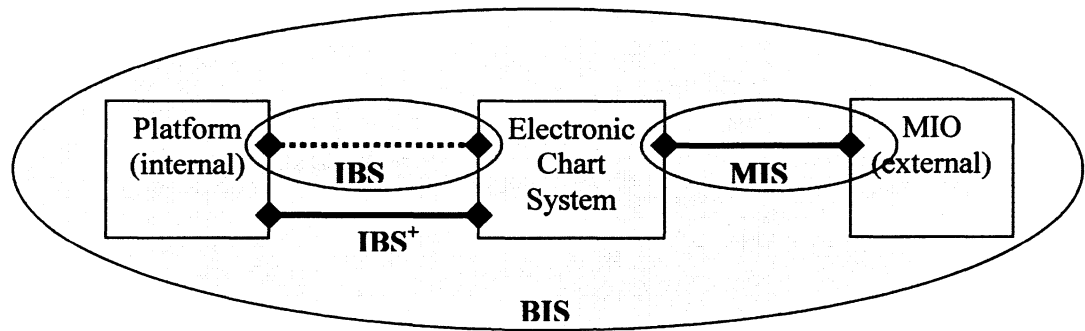 Platform
(internal)
IBS
IBS⁺
Electronic
Chart
System
MIS
MIO
(external)
BIS